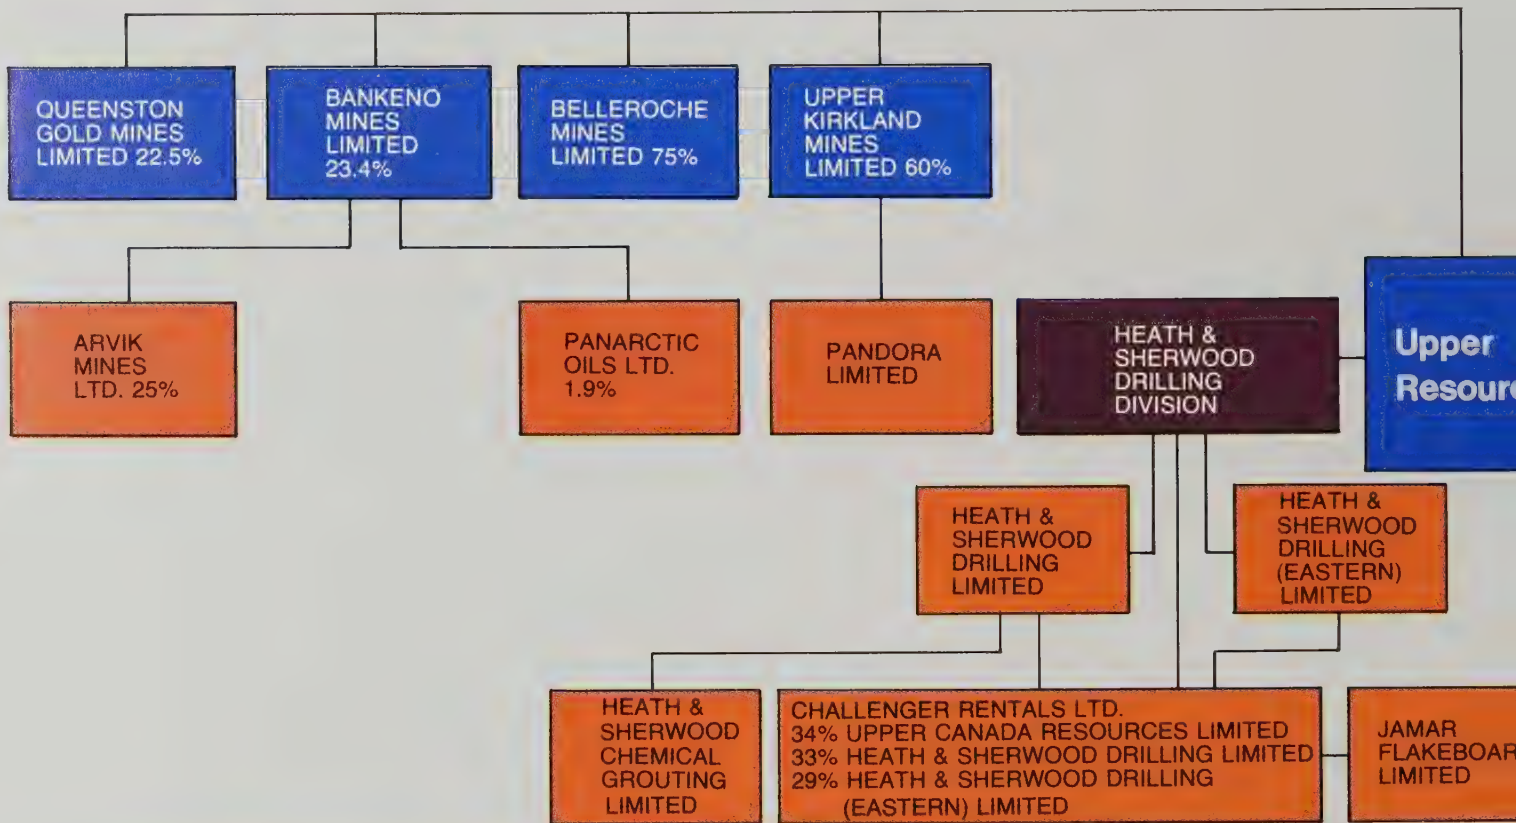 QUEENSTON
GOLD MINES
LIMITED 22.5%
BANKENO
MINES
LIMITED
23.4%
BELLEROCHE
MINES
LIMITED 75%
UPPER
KIRKLAND
MINES
LIMITED 60%
ARVIK
MINES
LTD. 25%
PANARCTIC
OILS LTD.
1.9%
PANDORA
LIMITED
HEATH &
SHERWOOD
DRILLING
DIVISION
Upper
Resour
HEATH &
SHERWOOD
DRILLING
LIMITED
HEATH &
SHERWOOD
DRILLING
(EASTERN)
LIMITED
HEATH &
SHERWOOD
CHEMICAL
GROUTING
LIMITED
CHALLENGER RENTALS LTD.
34% UPPER CANADA RESOURCES LIMITED
33% HEATH & SHERWOOD DRILLING LIMITED
29% HEATH & SHERWOOD DRILLING
(EASTERN) LIMITED
JAMAR
FLAKEBOAR
LIMITED